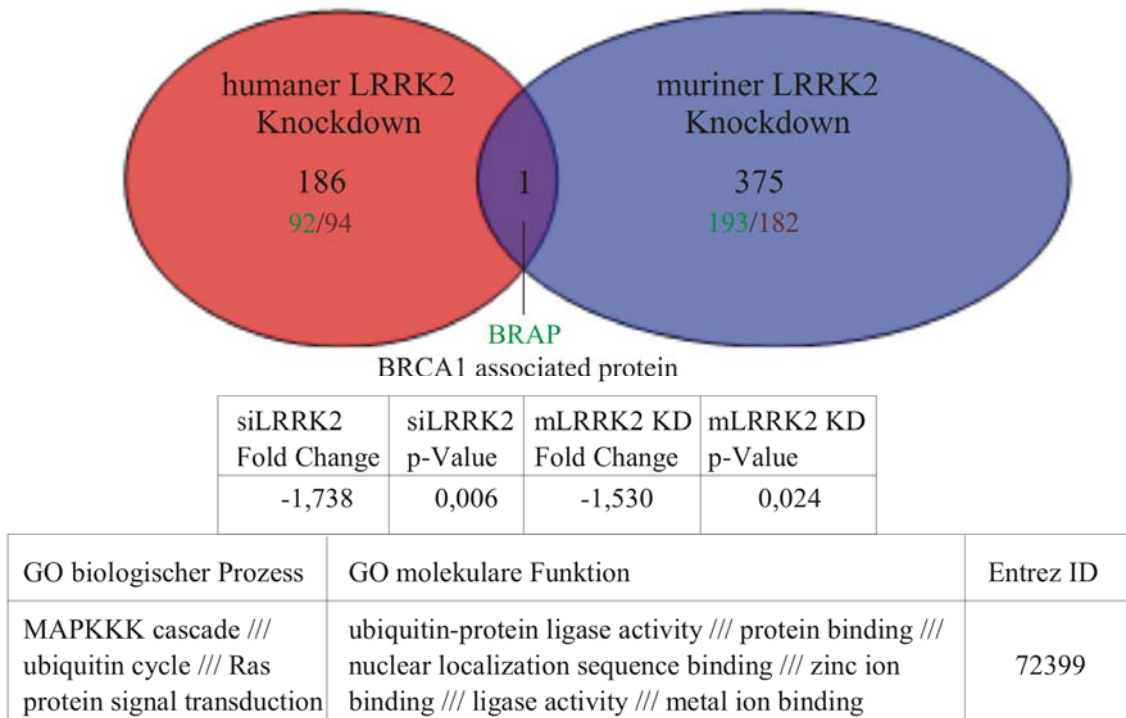 humaner LRRK2
Knockdown
186
92/94
1
muriner LRRK2
Knockdown
375
193/182
BRAP
BRCA1 associated protein
siLRRK2 Fold Change
siLRRK2 p-Value
mLRRK2 KD Fold Change
mLRRK2 KD p-Value
-1,738
0,006
-1,530
0,024
GO biologischer Prozess
GO molekulare Funktion
Entrez ID
MAPKKK cascade ///
ubiquitin cycle /// Ras
protein signal transduction
ubiquitin-protein ligase activity /// protein binding ///
nuclear localization sequence binding /// zinc ion
binding /// ligase activity /// metal ion binding
72399